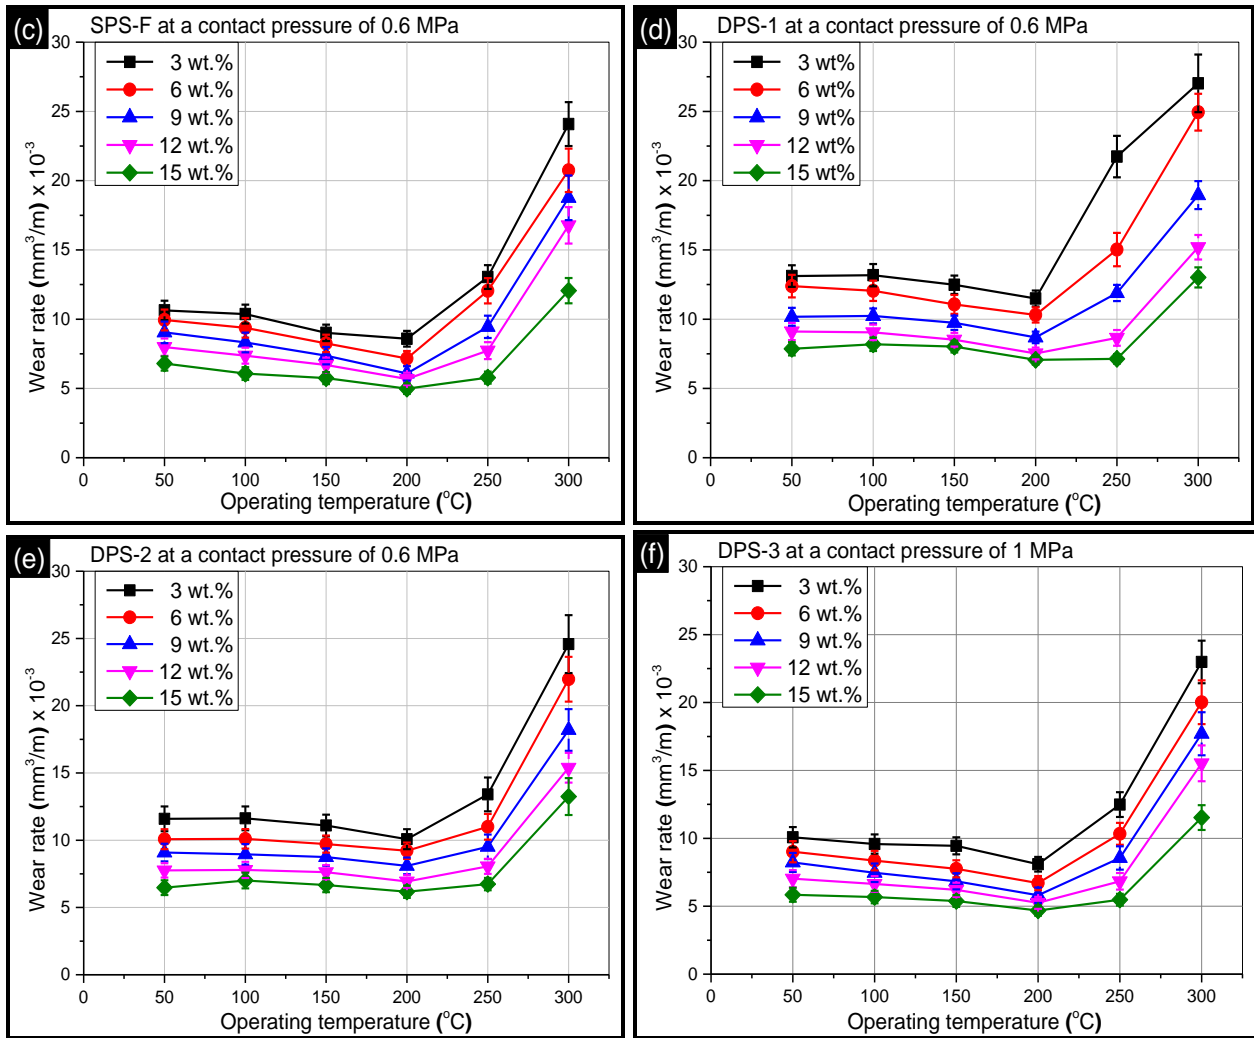 (c)
SPS-F at a contact pressure of 0.6 MPa
30
25
20
15
10
5
0
Wear rate (mm³/m) x 10⁻³
3 wt.%
6 wt.%
9 wt.%
12 wt.%
15 wt.%
0 50 100 150 200 250 300
Operating temperature (°C)
(d)
DPS-1 at a contact pressure of 0.6 MPa
30
25
20
15
10
5
0
Wear rate (mm³/m) x 10⁻³
3 wt%
6 wt%
9 wt%
12 wt%
15 wt%
0 50 100 150 200 250 300
Operating temperature (°C)
(e)
DPS-2 at a contact pressure of 0.6 MPa
30
25
20
15
10
5
0
Wear rate (mm³/m) x 10⁻³
3 wt.%
6 wt.%
9 wt.%
12 wt.%
15 wt.%
0 50 100 150 200 250 300
Operating temperature (°C)
(f)
DPS-3 at a contact pressure of 1 MPa
30
25
20
15
10
5
0
Wear rate (mm³/m) x 10⁻³
3 wt.%
6 wt.%
9 wt.%
12 wt.%
15 wt.%
0 50 100 150 200 250 300
Operating temperature (°C)